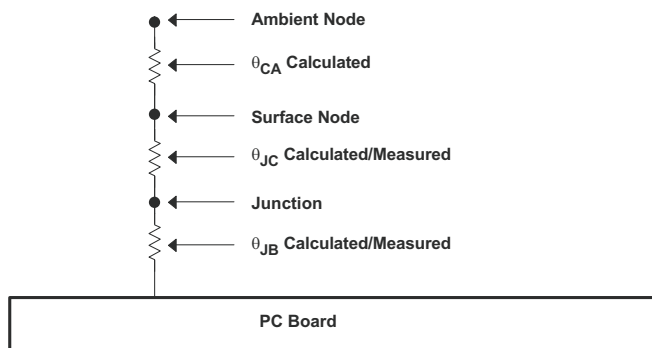 Ambient Node
θCA Calculated
Surface Node
θJC Calculated/Measured
Junction
θJB Calculated/Measured
PC Board